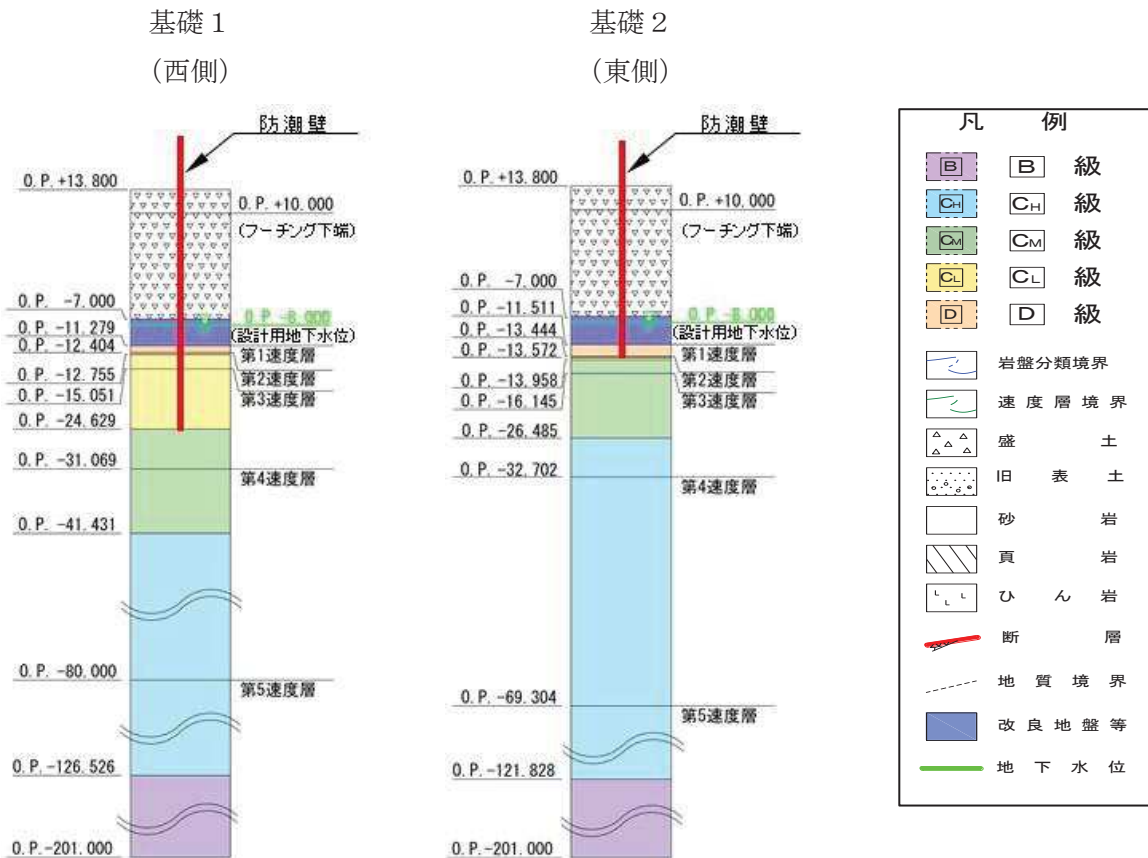 基礎１
（西側）
防潮壁
O.P.+13.800
O.P.+10.000
(フーチング下端)
O.P. -7.000
O.P. -8.000
(設計用地下水位)
O.P. -11.279
O.P. -12.404
第1速度層
O.P. -12.755
第2速度層
O.P. -15.051
第3速度層
O.P. -24.629
O.P. -31.069
第4速度層
O.P. -41.431
O.P. -80.000
第5速度層
O.P.-126.526
O.P.-201.000
基礎２
（東側）
防潮壁
O.P.+13.800
O.P.+10.000
(フーチング下端)
O.P. -7.000
O.P. -8.000
(設計用地下水位)
O.P. -11.511
O.P. -13.444
第1速度層
O.P. -13.572
第2速度層
O.P. -13.958
第3速度層
O.P. -16.145
O.P. -26.485
O.P. -32.702
第4速度層
O.P. -69.304
第5速度層
O.P.-121.828
O.P.-201.000
凡 例
B B 級
CH CH 級
CM CM 級
CL CL 級
D D 級
岩盤分類境界
速度層境界
盛 土
旧 表 土
砂 岩
頁 岩
ひ ん 岩
断 層
地 質 境 界
改 良 地 盤 等
地 下 水 位